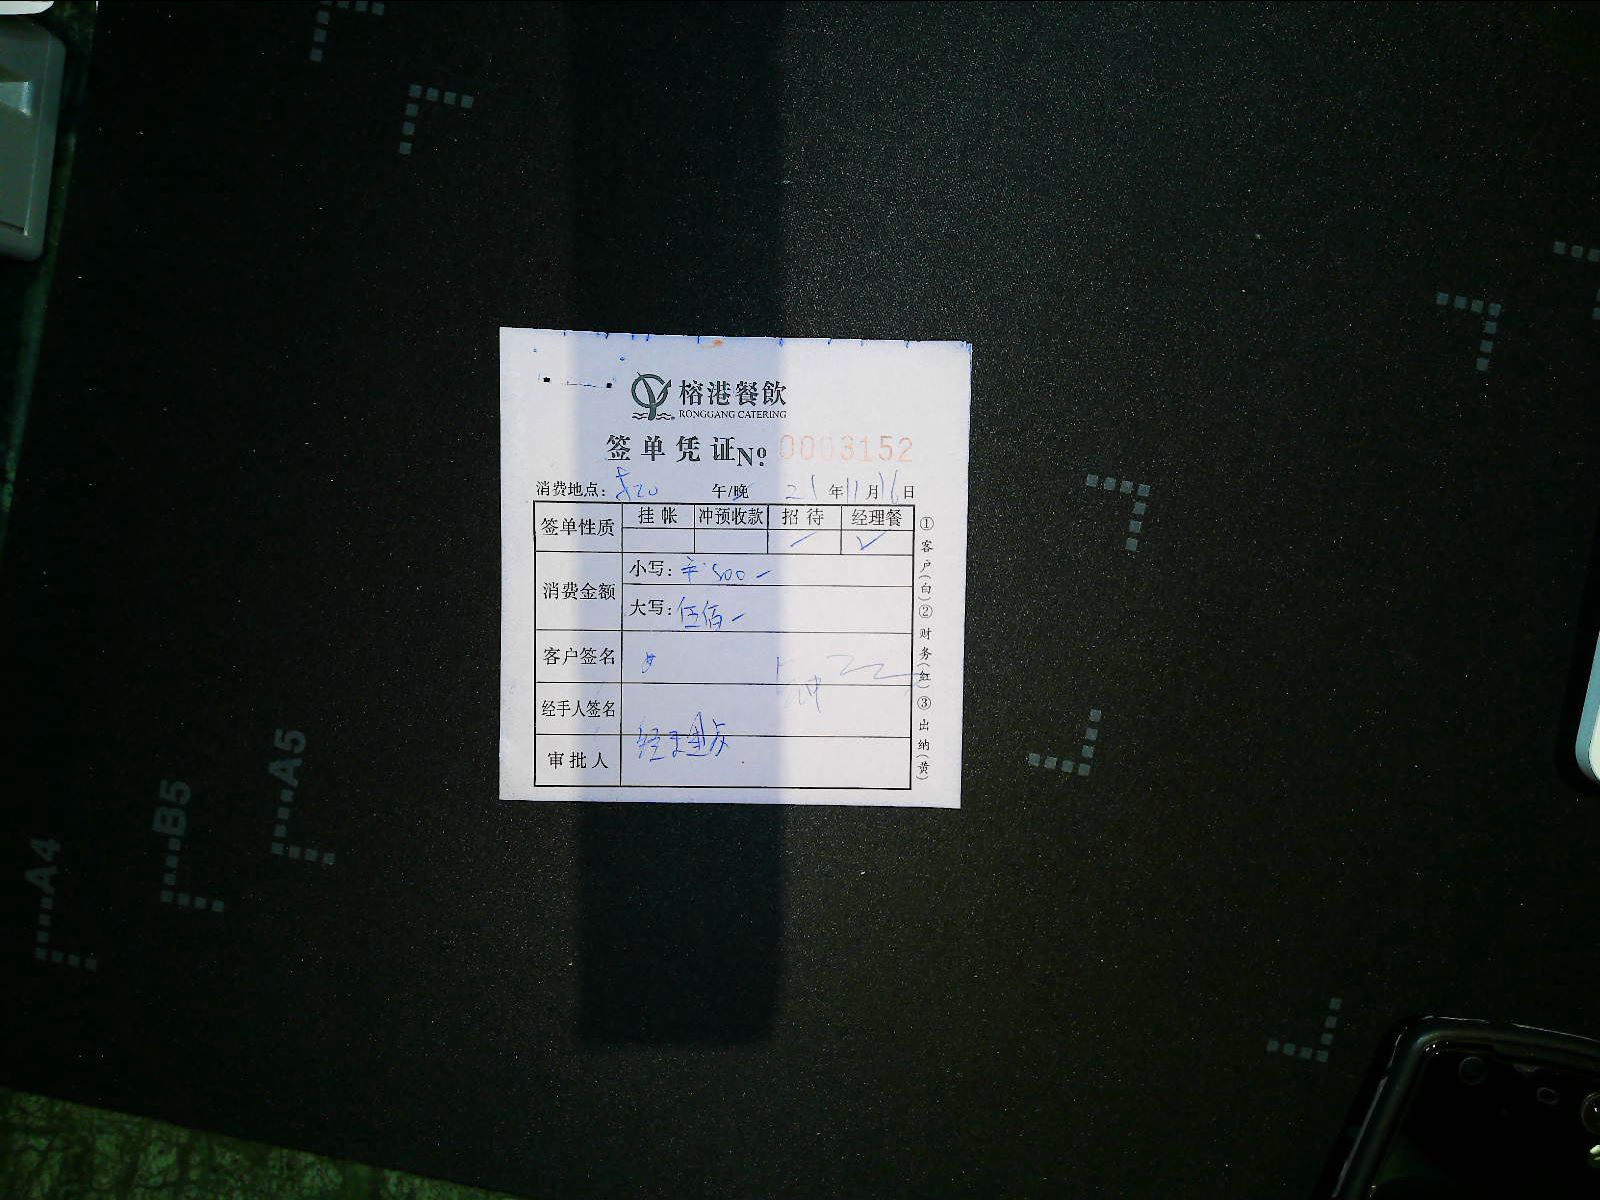 榕港餐飲
RONGGANG CATERING
签单凭证 № 0003152
消费地点： 午/晚 21年11月16日
签单性质 挂帐 冲预收款 招待 经理餐
消费金额 小写：¥500
大写：伍佰
客户签名
经手人签名
审批人
①客户(白)②财务(红)③出纳(黄)
A4
B5
A5